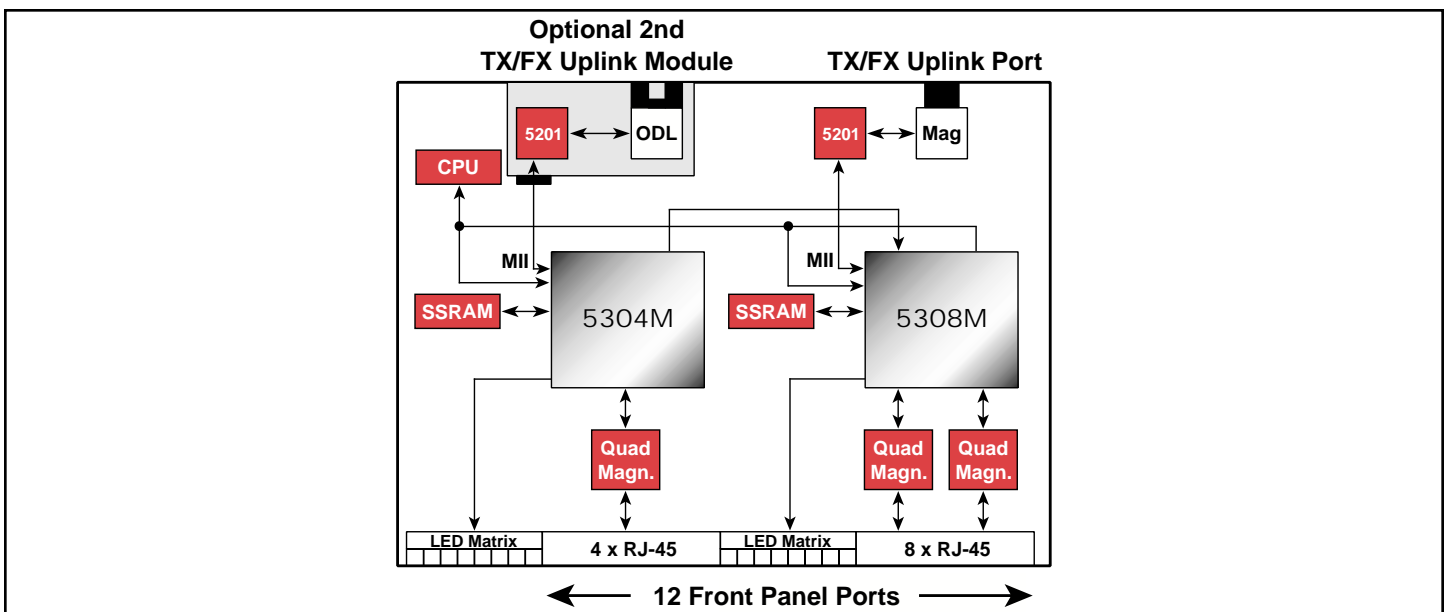 Optional 2nd
TX/FX Uplink Module
TX/FX Uplink Port
5201
ODL
5201
Mag
CPU
MII
MII
SSRAM
5304M
SSRAM
5308M
Quad
Magn.
Quad
Magn.
Quad
Magn.
LED Matrix
4 x RJ-45
LED Matrix
8 x RJ-45
12 Front Panel Ports